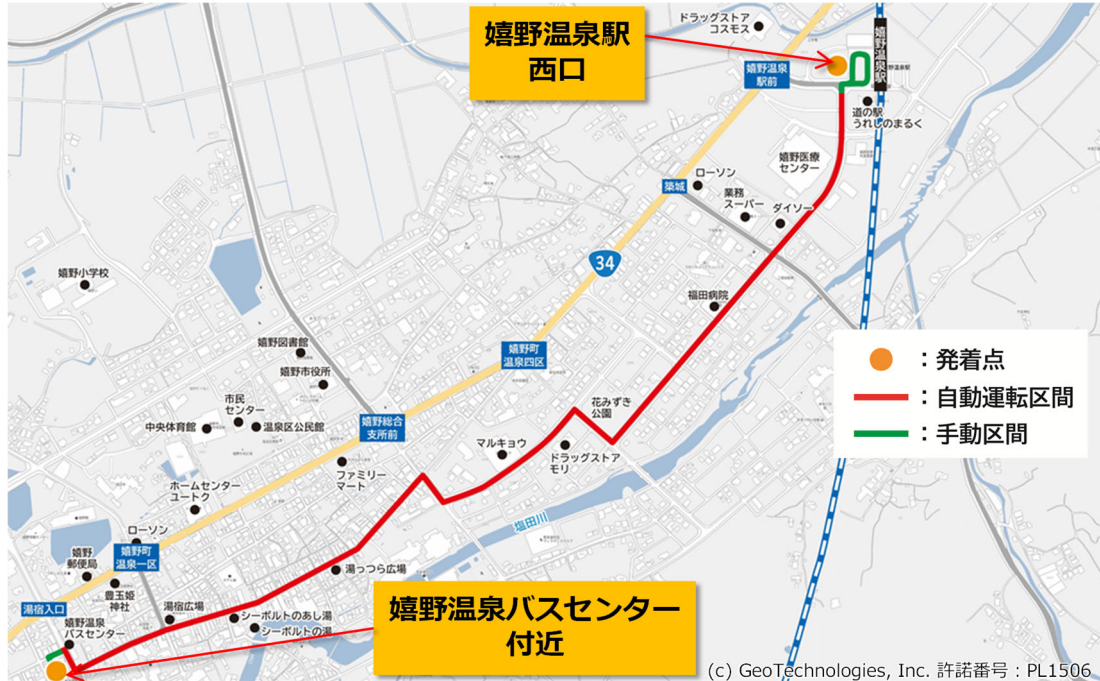 ドラッグストア
コスモス
嬉野温泉駅
西口
嬉野温泉
駅前
嬉野温泉駅
道の駅
うれしのまるく
嬉野医療
センター
ローソン
築城
業務
スーパー
ダイソー
34
嬉野小学校
福田病院
嬉野図書館
嬉野町
温泉四区
：発着点
：自動運転区間
：手動区間
嬉野市役所
市民
センター
中央体育館
温泉区公民館
嬉野総合
支所前
花みずき
公園
マルキョウ
ドラッグストア
モリ
ファミリー
マート
ホームセンター
ユートク
塩田川
ローソン
嬉野
郵便局
嬉野町
温泉一区
豊玉姫
神社
湯っつら広場
湯宿入口
湯宿広場
シーボルトのあし湯
シーボルトの湯
嬉野温泉
バスセンター
嬉野温泉バスセンター
付近
(c) GeoTechnologies, Inc. 許諾番号：PL1506